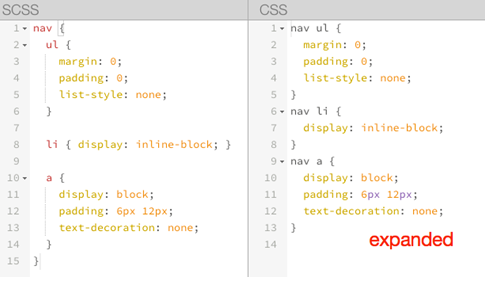 SCSS
1 nav {
2   ul {
3     margin: 0;
4     padding: 0;
5     list-style: none;
6   }
7
8   li { display: inline-block; }
9
10   a {
11     display: block;
12     padding: 6px 12px;
13     text-decoration: none;
14   }
15 }
CSS
1 nav ul {
2   margin: 0;
3   padding: 0;
4   list-style: none;
5 }
6 nav li {
7   display: inline-block;
8 }
9 nav a {
10   display: block;
11   padding: 6px 12px;
12   text-decoration: none;
13 }
14
expanded